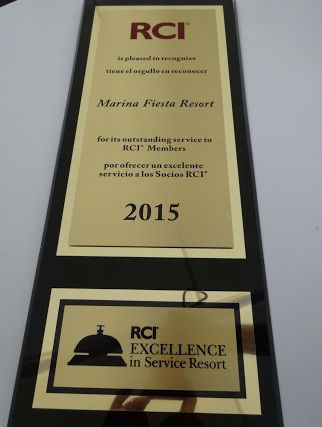 RCI®
is pleased to recognize
tiene el orgullo en reconocer
Marina Fiesta Resort
for its outstanding service to
RCI® Members
por ofrecer un excelente
servicio a los Socios RCI®
2015
RCI®
EXCELLENCE
in Service Resort